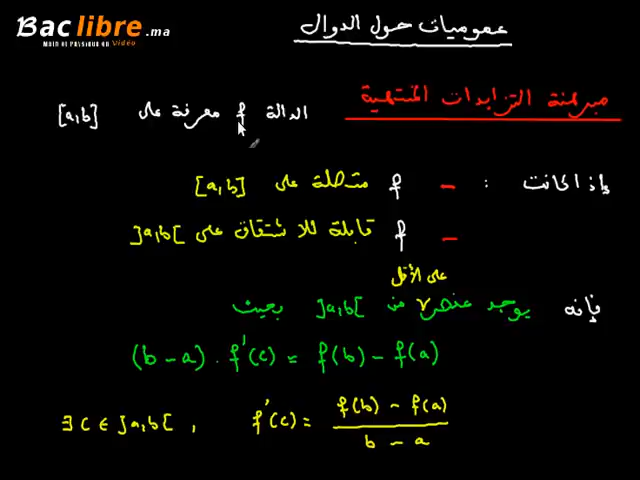 Bac libre.ma
Math et Physique en Vidéo
عموميات حول الدوال
مبرهنة التزايدات المنتهية
الدالة f معرفة على [a,b]
إذا كانت : - f متصلة على [a,b]
- f قابلة للاشتقاق على ]a,b[
على الأقل
فإنه يوجد عنصر من ]a,b[ بحيث
(b - a) . f'(c) = f(b) - f(a)
∃ c ∈ ]a,b[ , f'(c) = f(b) - f(a) / b - a